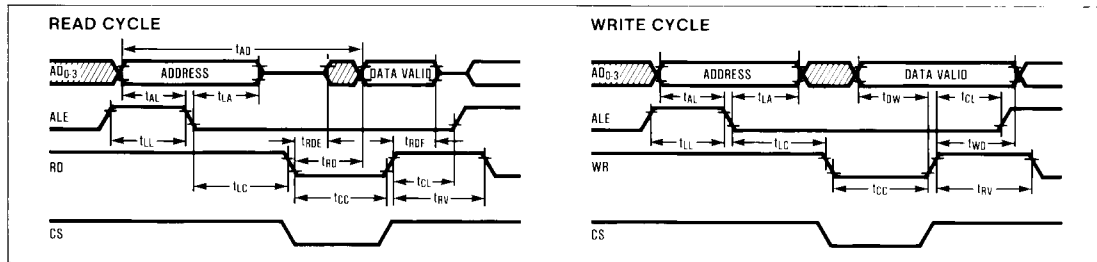 READ CYCLE
tAD
AD0-3 ADDRESS DATA VALID
tAL tLA
ALE
tLL tRDE tRDF
tRD
RD
tLC tCL
tCC tRV
CS
WRITE CYCLE
AD0-3 ADDRESS DATA VALID
tAL tLA tDW tCL
ALE
tLL tLC tWD
WR
tCC tRV
CS